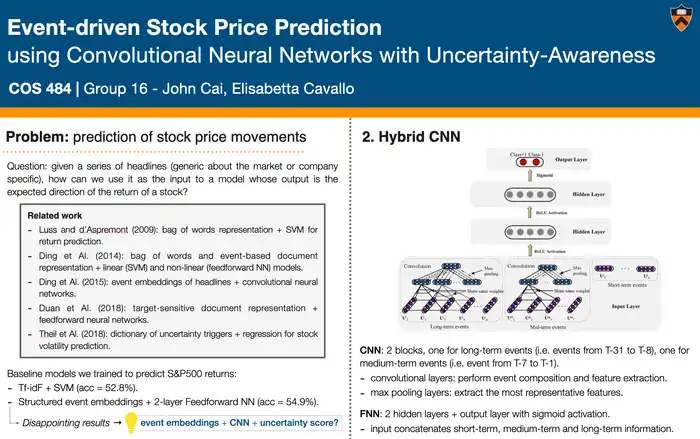 Event-driven Stock Price Prediction
using Convolutional Neural Networks with Uncertainty-Awareness
COS 484 | Group 16 - John Cai, Elisabetta Cavallo
Problem: prediction of stock price movements
Question: given a series of headlines (generic about the market or company
specific), how can we use it as the input to a model whose output is the
expected direction of the return of a stock?
Related work
- Luss and d'Aspremont (2009): bag of words representation + SVM for
return prediction.
- Ding et Al. (2014): bag of words and event-based document
representation + linear (SVM) and non-linear (feedforward NN) models.
- Ding et Al. (2015): event embeddings of headlines + convolutional neural
networks.
- Duan et Al. (2018): target-sensitive document representation +
feedforward neural networks.
- Theil et Al. (2018): dictionary of uncertainty triggers + regression for stock
volatility prediction.
Baseline models we trained to predict S&P500 returns:
- Tf-idF + SVM (acc = 52.8%).
- Structured event embeddings + 2-layer Feedforward NN (acc = 54.9%).
Disappointing results → event embeddings + CNN + uncertainty score?
2. Hybrid CNN
Class+1 Class-1
Output Layer
Sigmoid
Hidden Layer
ReLU Activation
Hidden Layer
ReLU Activation
Convolution Max pooling Convolution Max pooling
Share same weights Share same weights
Short-term events
Input Layer
Long-term events Mid-term events
CNN: 2 blocks, one for long-term events (i.e. events from T-31 to T-8), one for
medium-term events (i.e. event from T-7 to T-1).
- convolutional layers: perform event composition and feature extraction.
- max pooling layers: extract the most representative features.
FNN: 2 hidden layers + output layer with sigmoid activation.
- input concatenates short-term, medium-term and long-term information.